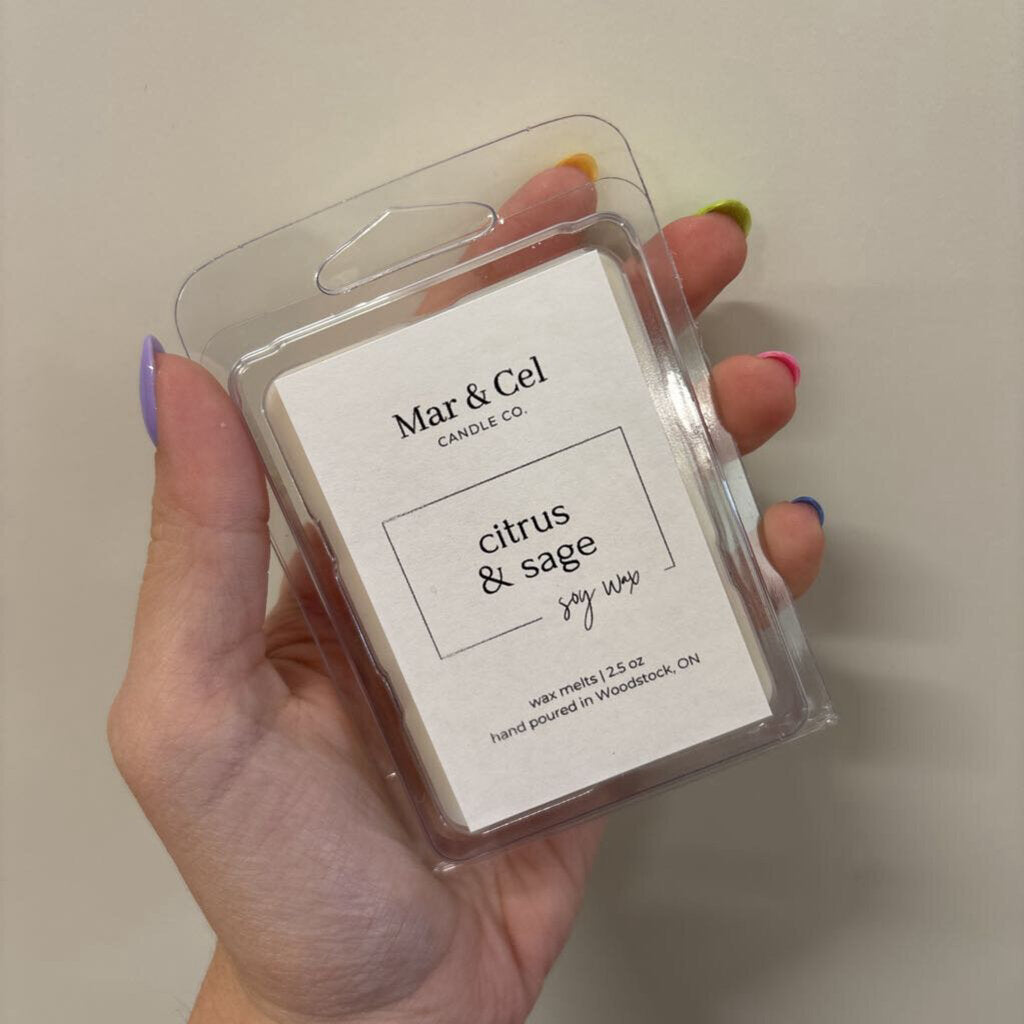 Mar & Cel
CANDLE CO.
citrus
& sage
soy wax
wax melts | 2.5 oz
hand poured in Woodstock, ON